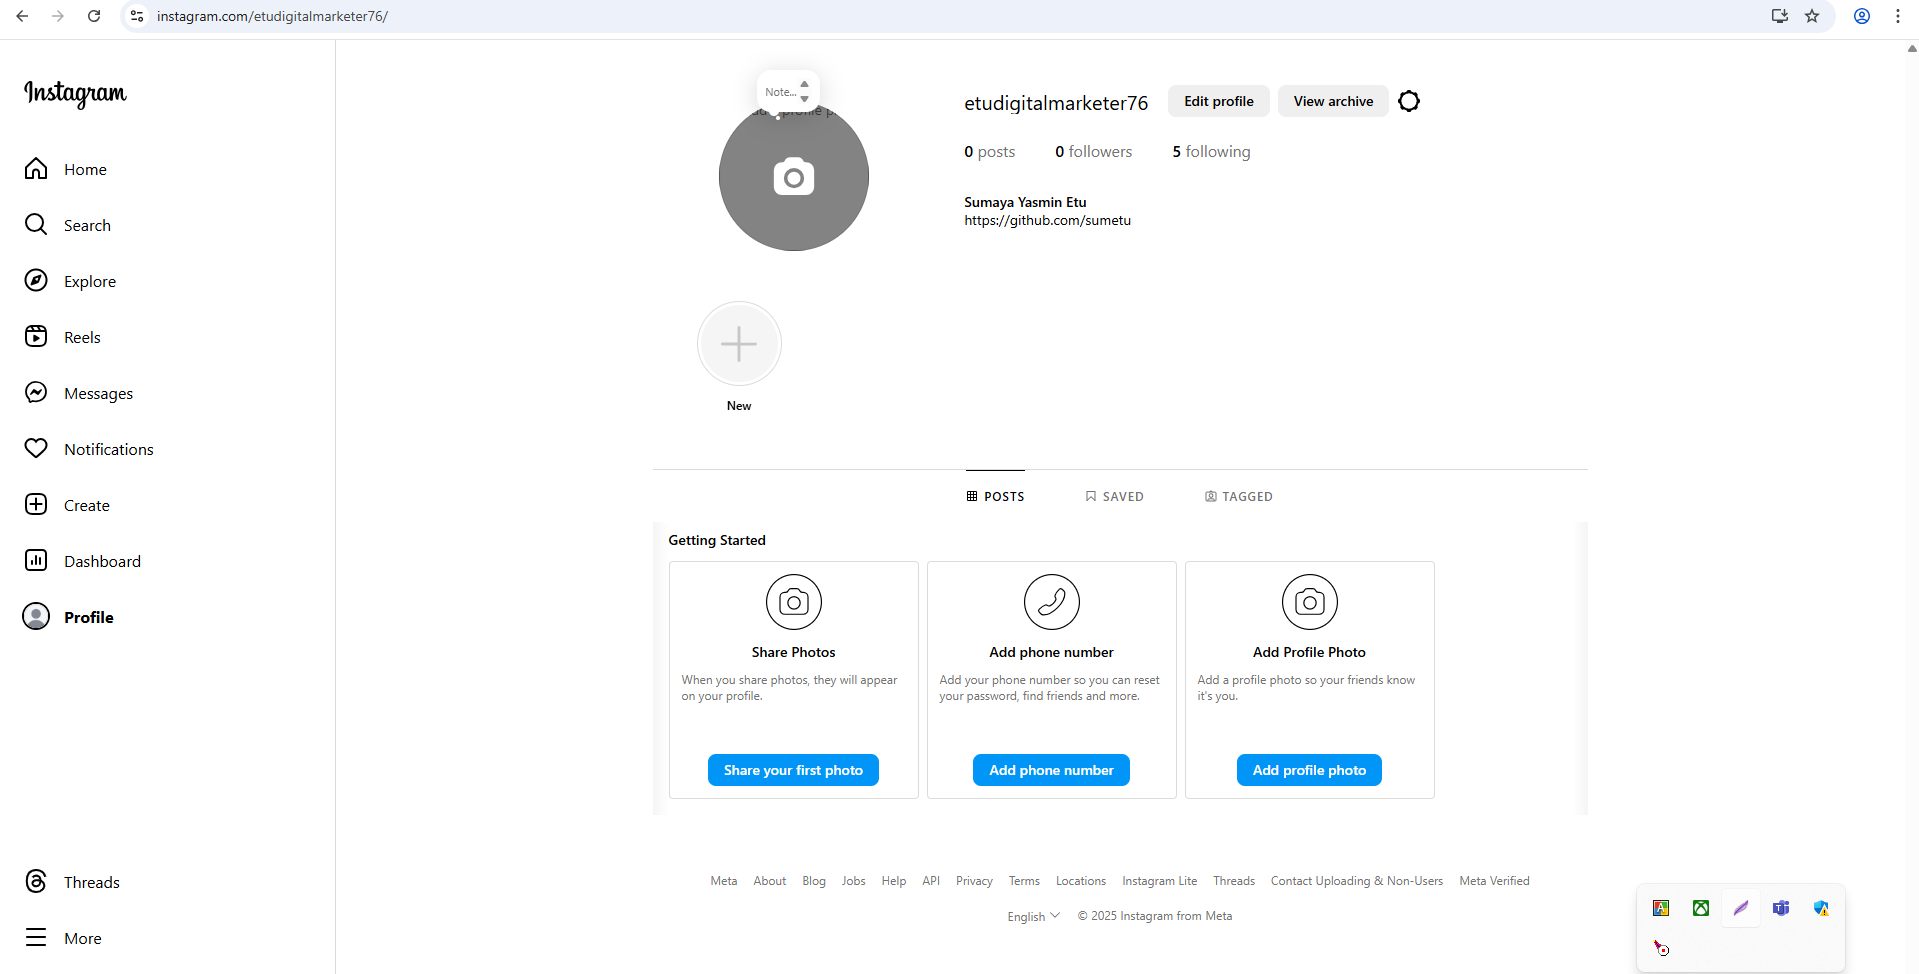 instagram.com/etudigitalmarketer76/
Instagram
Home
Search
Explore
Reels
Messages
Notifications
Create
Dashboard
Profile
Threads
More
Note...
profile p
etudigitalmarketer76
Edit profile
View archive
0 posts
0 followers
5 following
Sumaya Yasmin Etu
https://github.com/sumetu
New
POSTS
SAVED
TAGGED
Getting Started
Share Photos
When you share photos, they will appear
on your profile.
Share your first photo
Add phone number
Add your phone number so you can reset
your password, find friends and more.
Add phone number
Add Profile Photo
Add a profile photo so your friends know
it's you.
Add profile photo
Meta About Blog Jobs Help API Privacy Terms Locations Instagram Lite Threads Contact Uploading & Non-Users Meta Verified
English © 2025 Instagram from Meta